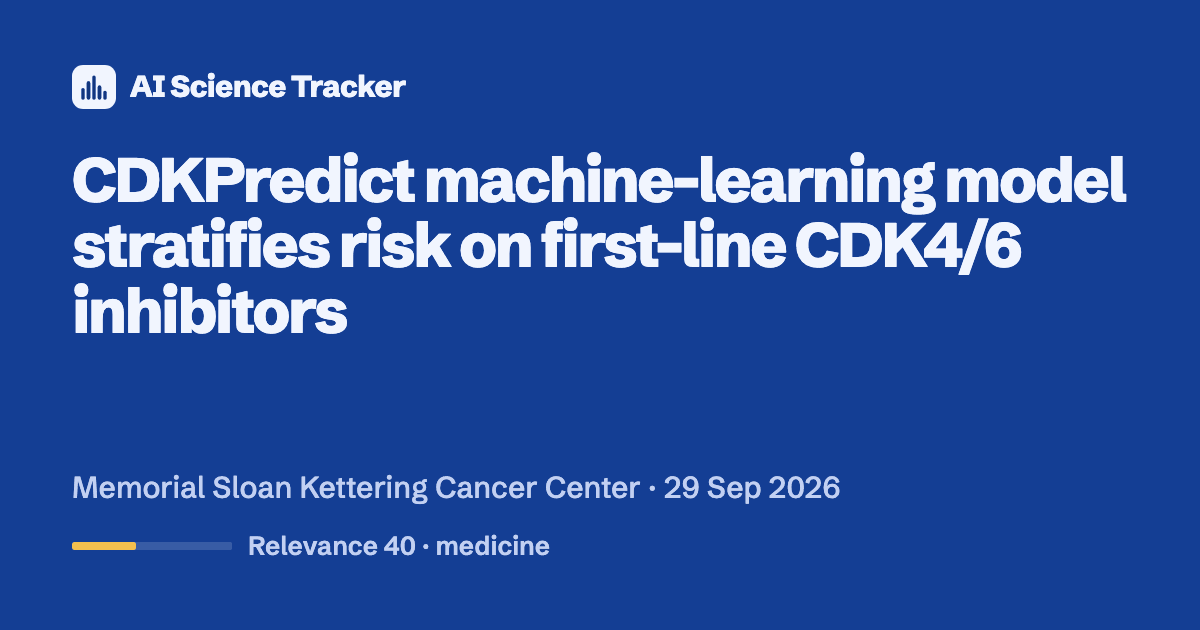 AI Science Tracker
CDKPredict machine-learning model
stratifies risk on first-line CDK4/6
inhibitors
Memorial Sloan Kettering Cancer Center · 29 Sep 2026
Relevance 40 · medicine